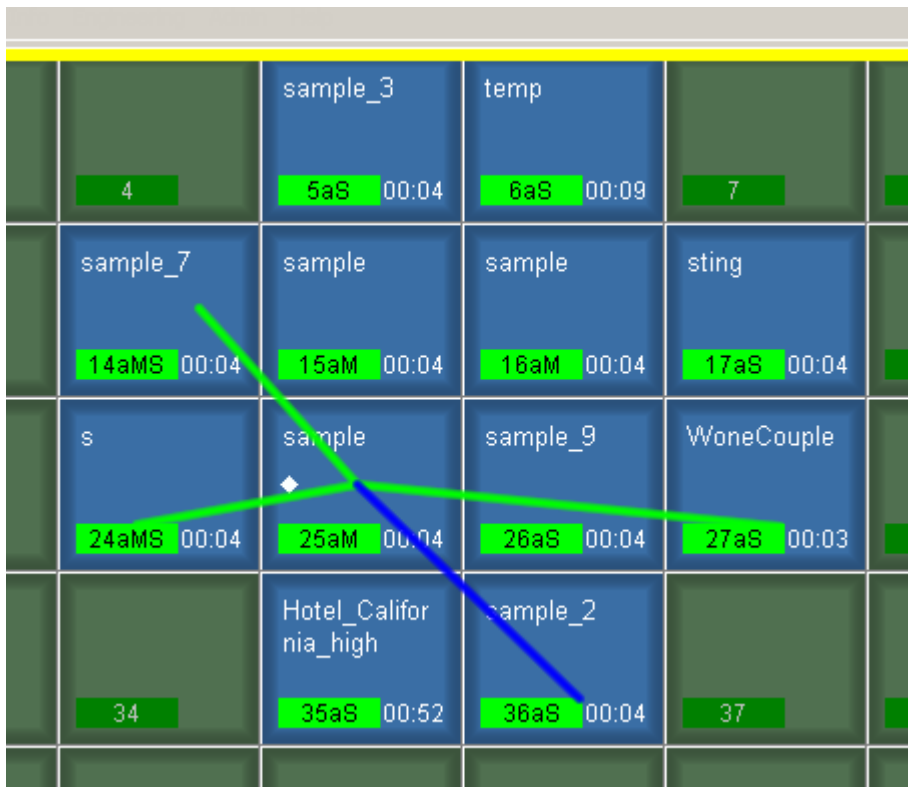 sample_3
temp
4
5aS 00:04
6aS 00:09
7
sample_7
sample
sample
sting
14aMS 00:04
15aM 00:04
16aM 00:04
17aS 00:04
s
sample
sample_9
WoneCouple
24aMS 00:04
25aM 00:04
26aS 00:04
27aS 00:03
Hotel_Califor
nia_high
sample_2
34
35aS 00:52
36aS 00:04
37